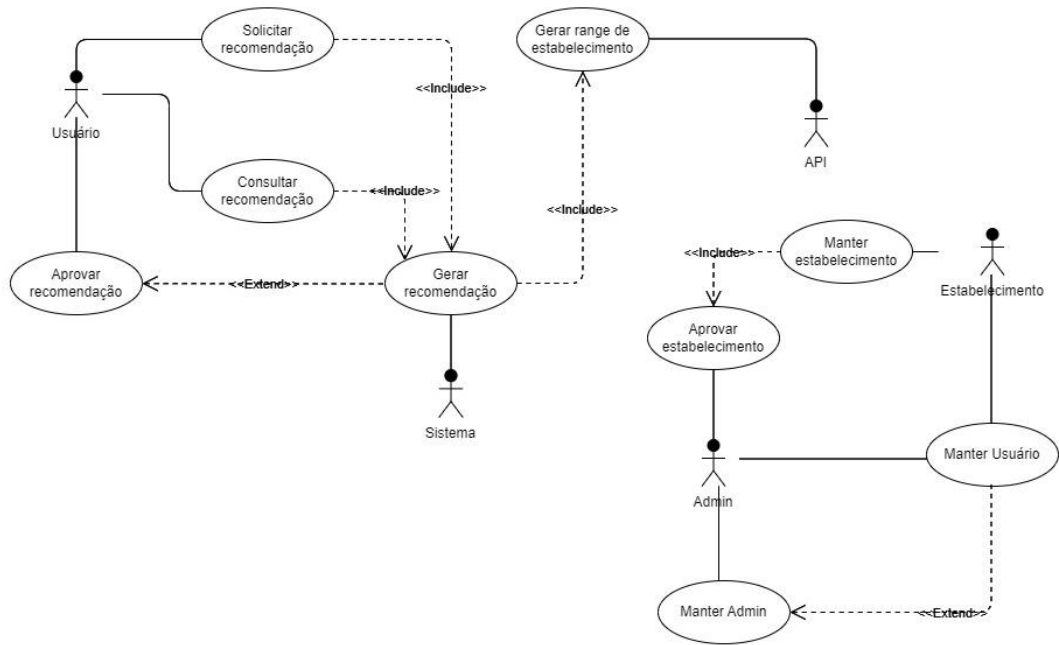 Solicitar
recomendação
Gerar range de
estabelecimento
<<Include>>
Usuário
API
Consultar
recomendação
<<Include>>
<<Include>>
Manter
estabelecimento
<<Include>>
Estabelecimento
Aprovar
recomendação
<<Extend>>
Gerar
recomendação
Aprovar
estabelecimento
Sistema
Manter Usuário
Admin
Manter Admin
<<Extend>>